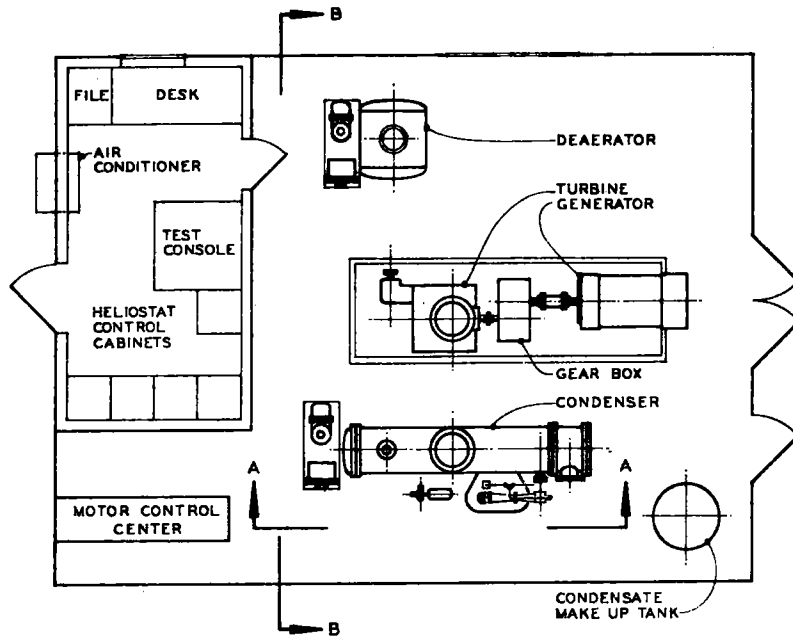 B
FILE
DESK
AIR
CONDITIONER
DEAERATOR
TURBINE
GENERATOR
TEST
CONSOLE
HELIOSTAT
CONTROL
CABINETS
GEAR BOX
CONDENSER
A
A
MOTOR CONTROL
CENTER
CONDENSATE
MAKE UP TANK
B